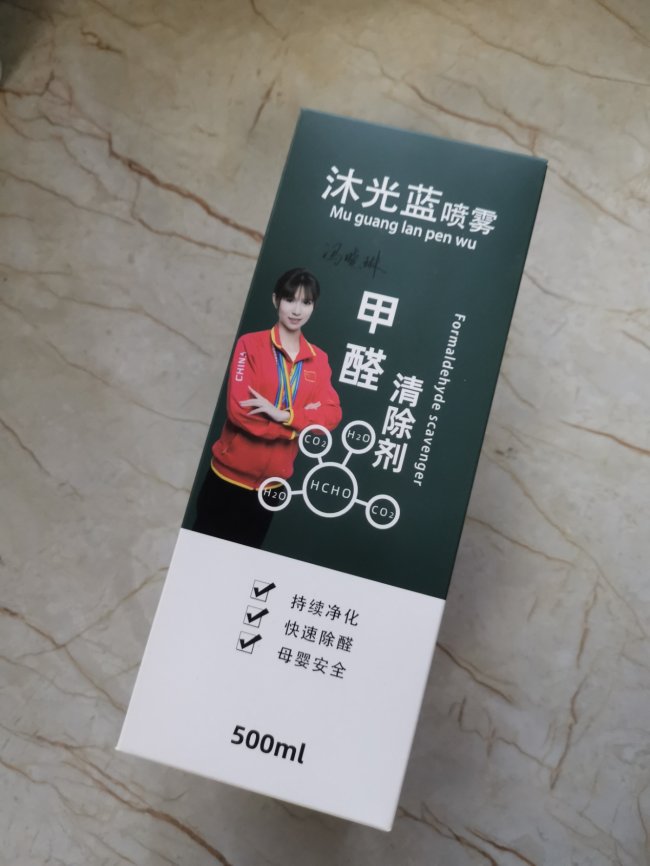 沐光蓝喷雾
Mu guang lan pen wu
甲醛
清除剂
Formaldehyde scavenger
CHINA
CO₂
H₂O
HCHO
H₂O
CO₂
持续净化
快速除醛
母婴安全
500ml